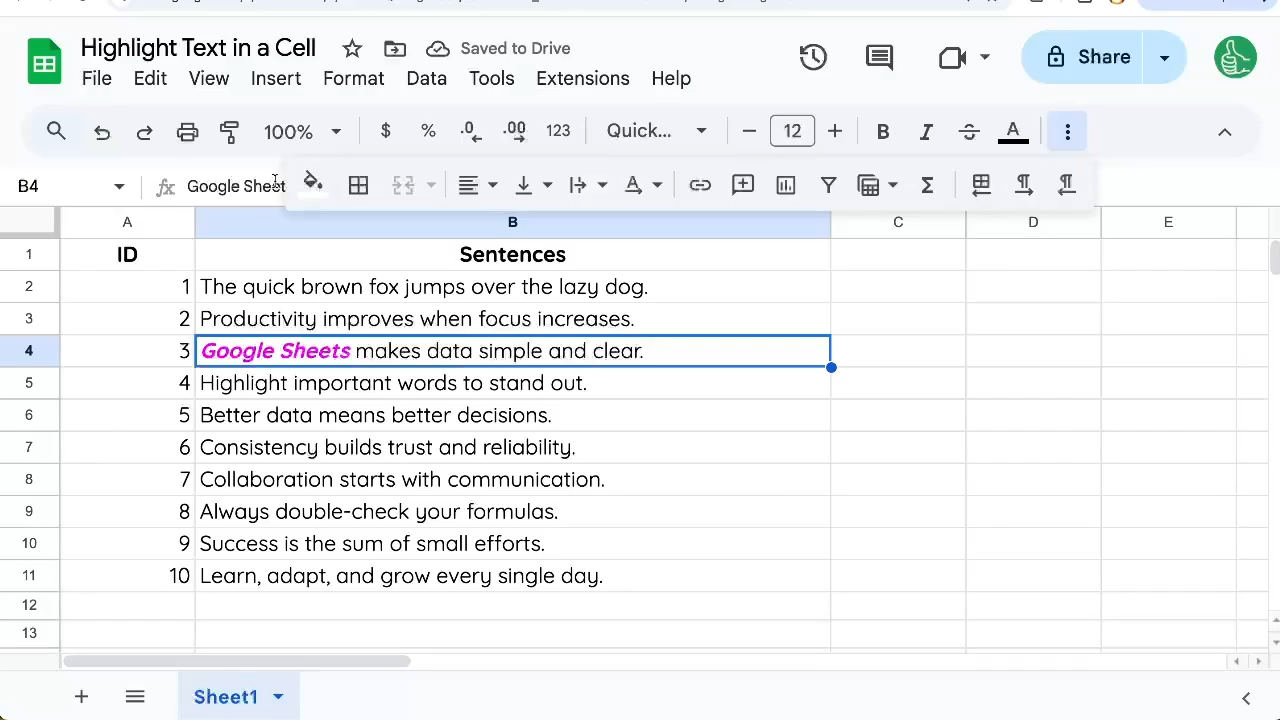 Highlight Text in a Cell Saved to Drive
File Edit View Insert Format Data Tools Extensions Help
Share
100% $ % .0 .00 123 Quick... 12 B I A
B4 fx Google Sheet
A B C D E
1 ID Sentences
2 1 The quick brown fox jumps over the lazy dog.
3 2 Productivity improves when focus increases.
4 3 Google Sheets makes data simple and clear.
5 4 Highlight important words to stand out.
6 5 Better data means better decisions.
7 6 Consistency builds trust and reliability.
8 7 Collaboration starts with communication.
9 8 Always double-check your formulas.
10 9 Success is the sum of small efforts.
11 10 Learn, adapt, and grow every single day.
12
13
Sheet1